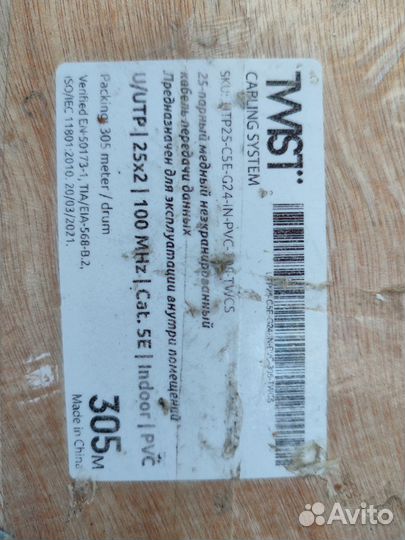 TWIST
CABLING SYSTEM
SKU: UTP25-C5E-G24-IN-PVC-
25-парный медный неэкранированный
кабель передачи данных
Предназначен для эксплуатации внутри помещений
U/UTP | 25x2 | 100 MHz | Cat. 5E | Indoor | PVC
Packing: 305 meter / drum
305м
Verified EN-50173-1, TIA/EIA-568-B.2,
ISO/IEC 11801:2010, 20/03/2021.
Made in China
Avito